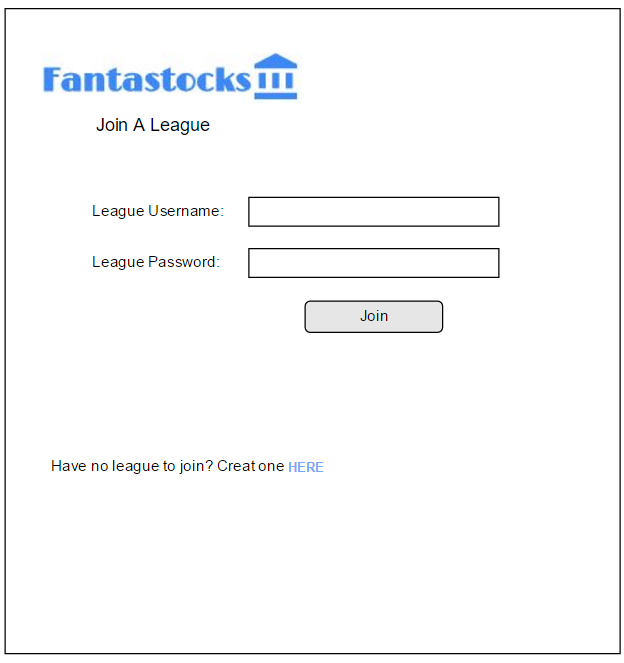 Fantastocks
Join A League
League Username:
League Password:
Join
Have no league to join? Creat one HERE